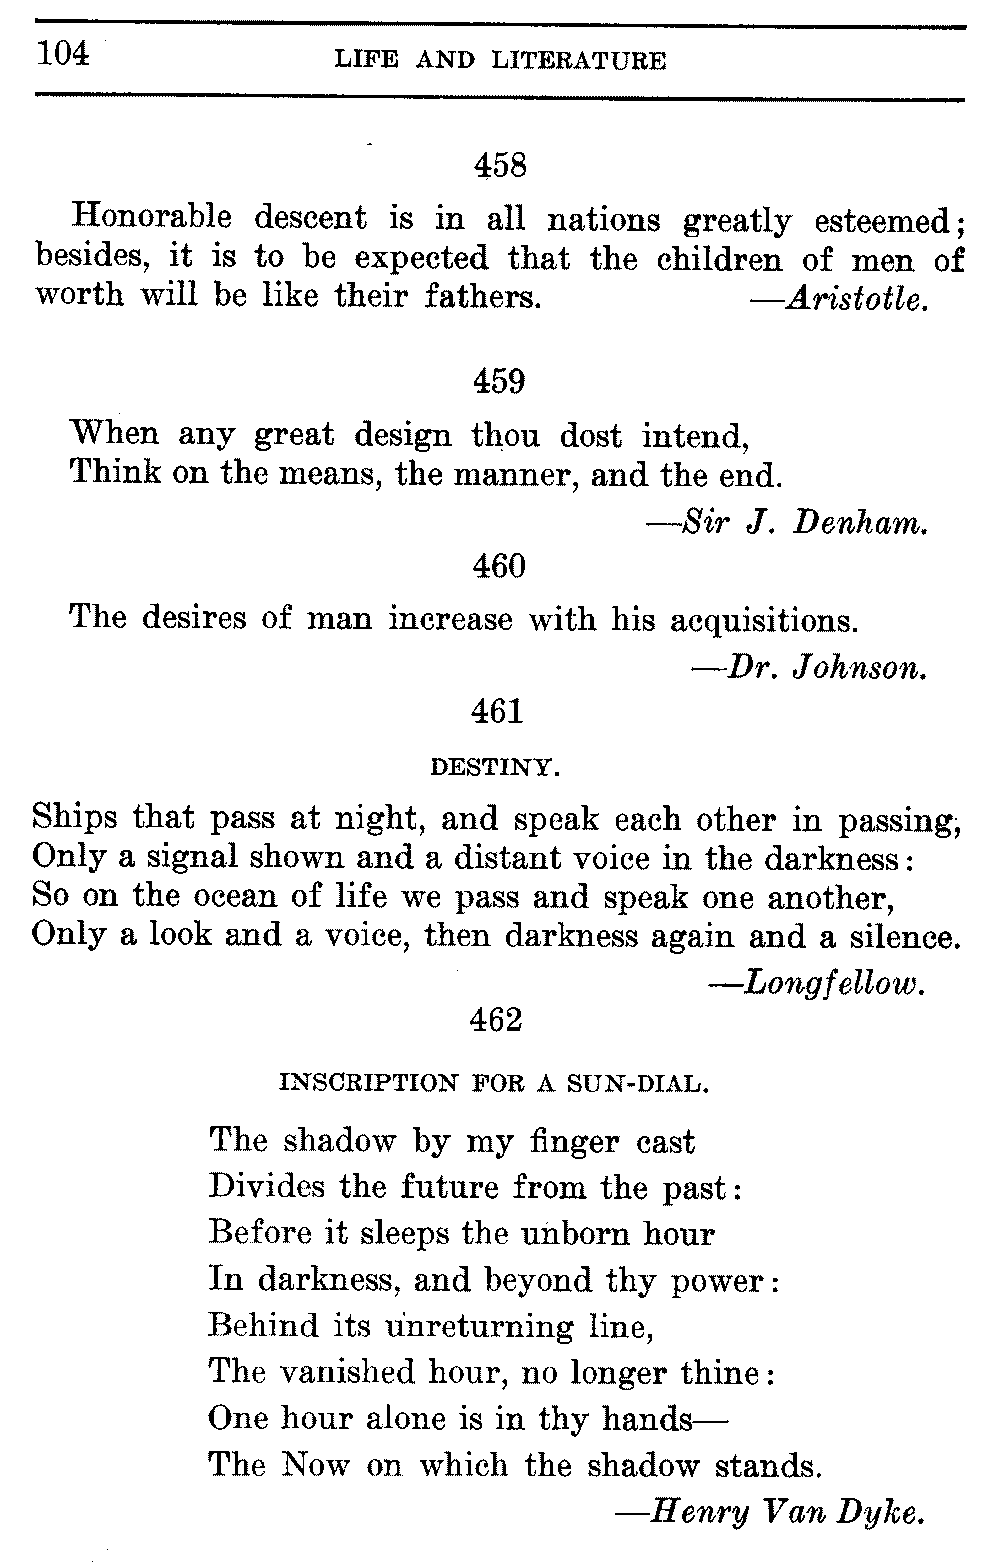 104 LIFE AND LITERATURE
458
Honorable descent is in all nations greatly esteemed;
besides, it is to be expected that the children of men of
worth will be like their fathers. —Aristotle.
459
When any great design thou dost intend,
Think on the means, the manner, and the end.
—Sir J. Denham.
460
The desires of man increase with his acquisitions.
—Dr. Johnson.
461
DESTINY.
Ships that pass at night, and speak each other in passing,
Only a signal shown and a distant voice in the darkness:
So on the ocean of life we pass and speak one another,
Only a look and a voice, then darkness again and a silence.
—Longfellow.
462
INSCRIPTION FOR A SUN-DIAL.
The shadow by my finger cast
Divides the future from the past:
Before it sleeps the unborn hour
In darkness, and beyond thy power:
Behind its unreturning line,
The vanished hour, no longer thine:
One hour alone is in thy hands—
The Now on which the shadow stands.
—Henry Van Dyke.